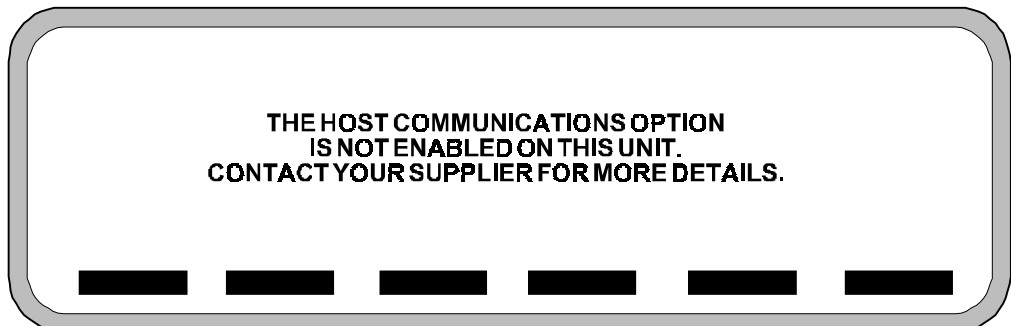 THE HOST COMMUNICATIONS OPTION
IS NOT ENABLED ON THIS UNIT.
CONTACT YOUR SUPPLIER FOR MORE DETAILS.